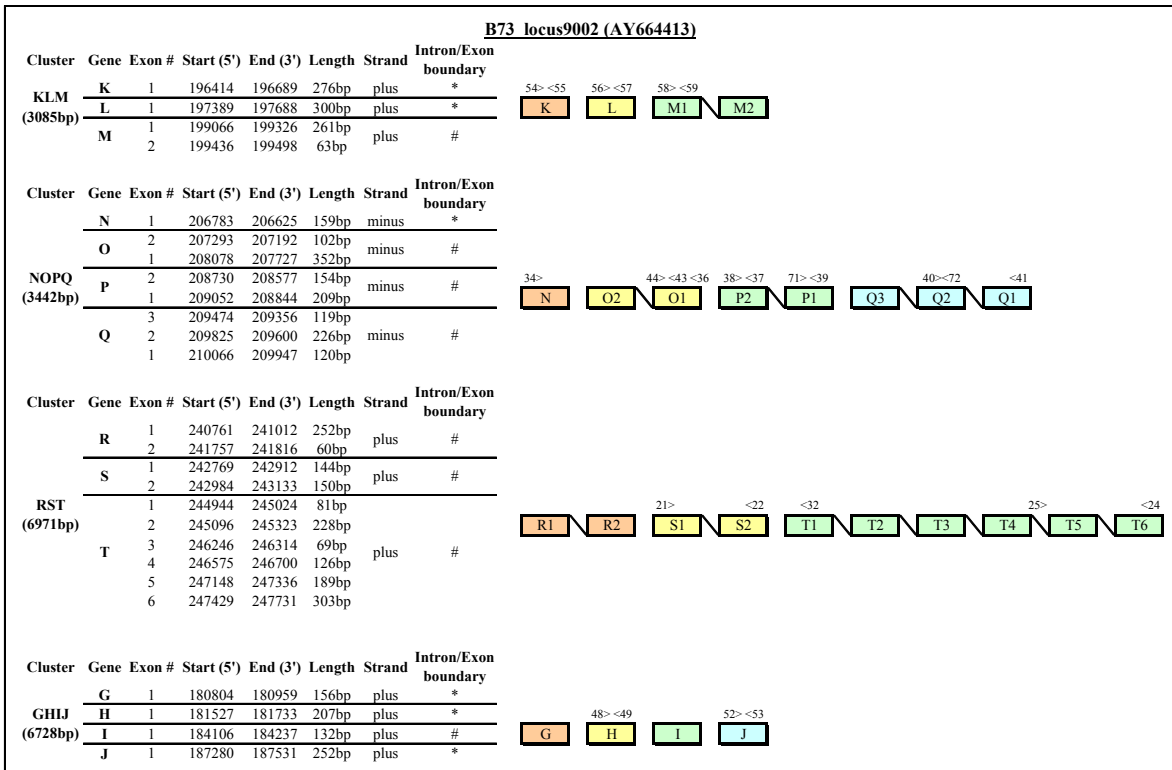 B73_locus9002 (AY664413)
Cluster Gene Exon # Start (5') End (3') Length Strand Intron/Exon boundary
KLM (3085bp)
K 1 196414 196689 276bp plus *
L 1 197389 197688 300bp plus *
M 1 199066 199326 261bp plus #
2 199436 199498 63bp
54> <55 56> <57 58> <59
K L M1 M2
Cluster Gene Exon # Start (5') End (3') Length Strand Intron/Exon boundary
NOPQ (3442bp)
N 1 206783 206625 159bp minus *
O 2 207293 207192 102bp minus #
1 208078 207727 352bp
P 2 208730 208577 154bp minus #
1 209052 208844 209bp
Q 3 209474 209356 119bp minus #
2 209825 209600 226bp
1 210066 209947 120bp
34> 44> <43 <36 38> <37 71> <39 40><72 <41
N O2 O1 P2 P1 Q3 Q2 Q1
Cluster Gene Exon # Start (5') End (3') Length Strand Intron/Exon boundary
RST (6971bp)
R 1 240761 241012 252bp plus #
2 241757 241816 60bp
S 1 242769 242912 144bp plus #
2 242984 243133 150bp
T 1 244944 245024 81bp plus #
2 245096 245323 228bp
3 246246 246314 69bp
4 246575 246700 126bp
5 247148 247336 189bp
6 247429 247731 303bp
21> <22 <32 25> <24
R1 R2 S1 S2 T1 T2 T3 T4 T5 T6
Cluster Gene Exon # Start (5') End (3') Length Strand Intron/Exon boundary
GHIJ (6728bp)
G 1 180804 180959 156bp plus *
H 1 181527 181733 207bp plus *
I 1 184106 184237 132bp plus #
J 1 187280 187531 252bp plus *
48> <49 52> <53
G H I J